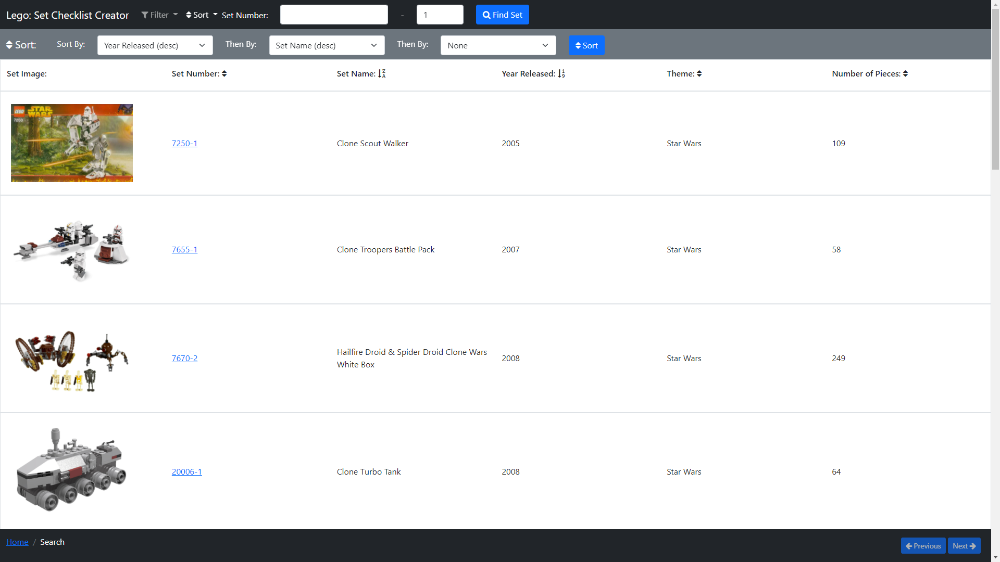 Lego: Set Checklist Creator Filter Sort Set Number: - 1 Find Set
Sort: Sort By: Year Released (desc) Then By: Set Name (desc) Then By: None Sort
Set Image: Set Number: Set Name: Year Released: Theme: Number of Pieces:
LEGO STAR WARS
7250
7250-1 Clone Scout Walker 2005 Star Wars 109
7655-1 Clone Troopers Battle Pack 2007 Star Wars 58
7670-2 Hailfire Droid & Spider Droid Clone Wars White Box 2008 Star Wars 249
20006-1 Clone Turbo Tank 2008 Star Wars 64
Home / Search Previous Next